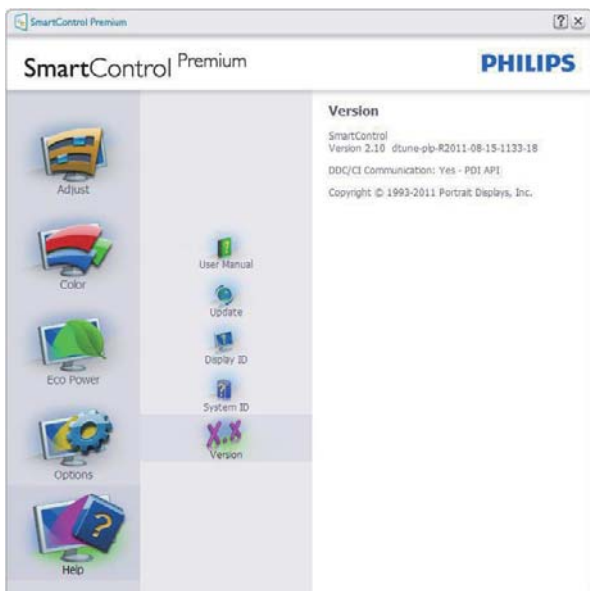 SmartControl Premium
SmartControl Premium
PHILIPS
Adjust
Color
Eco Power
Options
Help
User Manual
Update
Display ID
System ID
X.x
Version
Version
SmartControl
Version 2.10 dtune-plp-R2011-08-15-1133-18
DDC/CI Communication: Yes - PDI API
Copyright © 1993-2011 Portrait Displays, Inc.